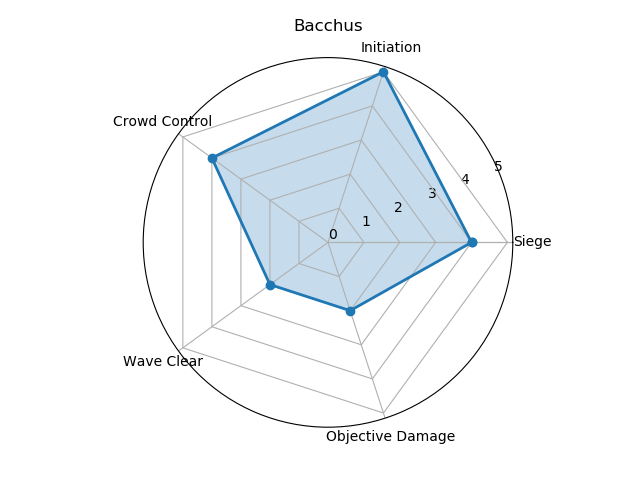 Bacchus
Initiation
Crowd Control
5
4
3
2
1
0
Siege
Wave Clear
Objective Damage